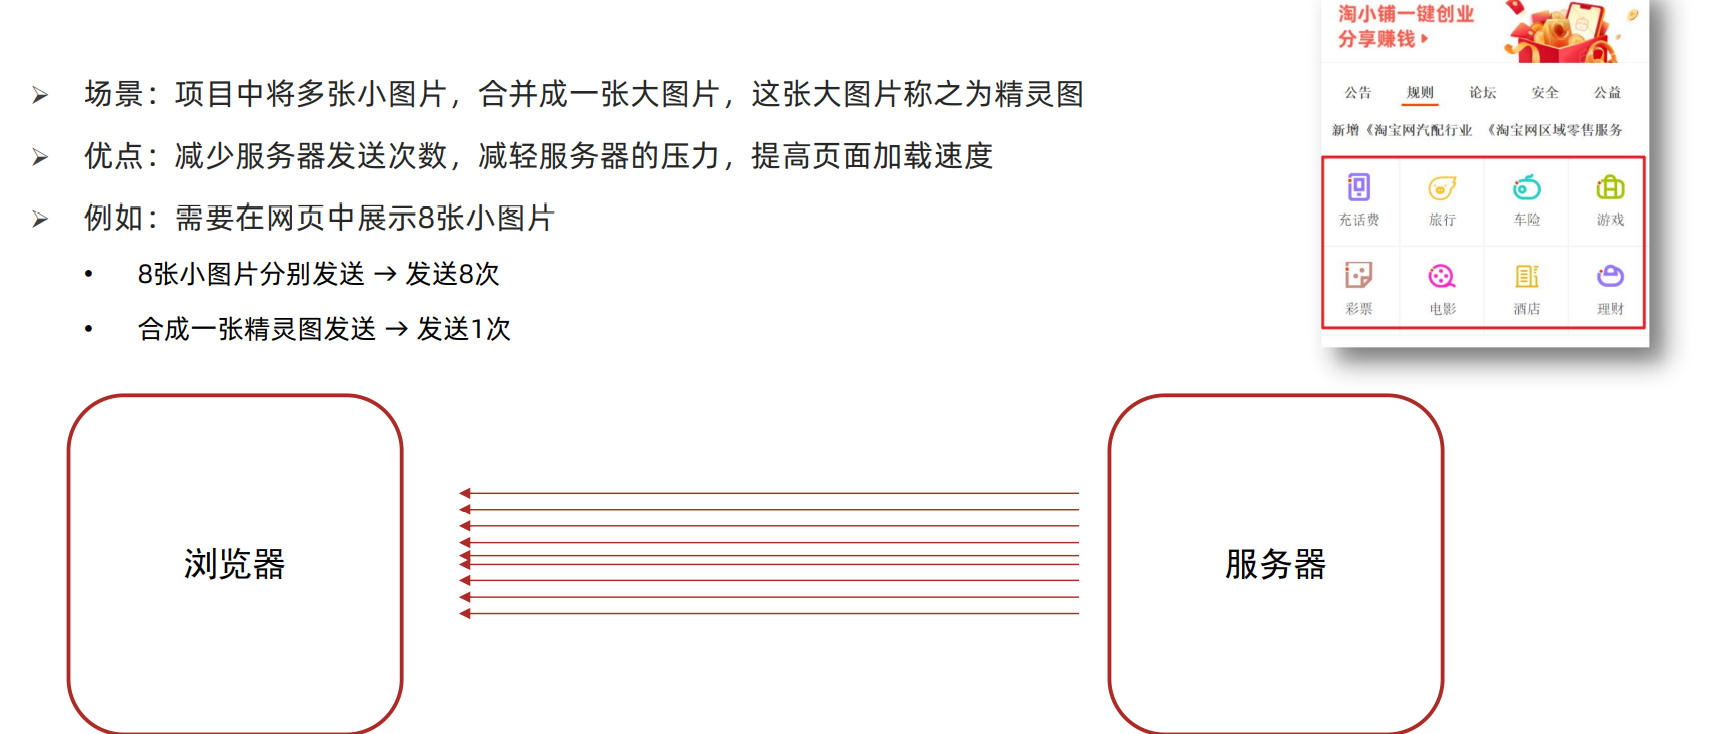 淘小铺一键创业
分享赚钱
场景：项目中将多张小图片，合并成一张大图片，这张大图片称之为精灵图
公告 规则 论坛 安全 公益
新增《淘宝网汽配行业 《淘宝网区域零售服务
优点：减少服务器发送次数，减轻服务器的压力，提高页面加载速度
例如：需要在网页中展示8张小图片
充话费 旅行 车险 游戏
8张小图片分别发送 → 发送8次
彩票 电影 酒店 理财
合成一张精灵图发送 → 发送1次
浏览器
服务器